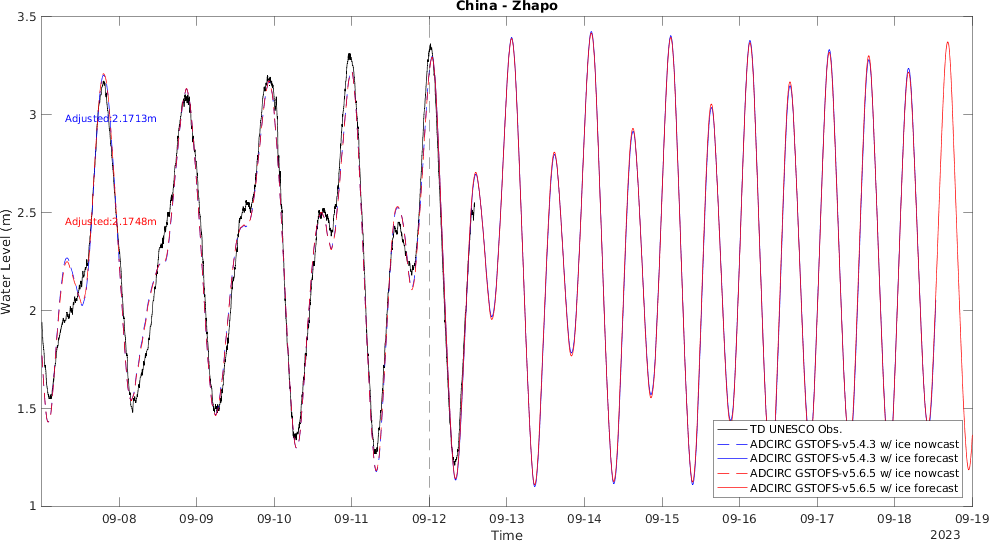 China - Zhapo
3.5
3
2.5
2
1.5
1
Water Level (m)
Adjusted:2.1713m
Adjusted:2.1748m
TD UNESCO Obs.
ADCIRC GSTOFS-v5.4.3 w/ ice nowcast
ADCIRC GSTOFS-v5.4.3 w/ ice forecast
ADCIRC GSTOFS-v5.6.5 w/ ice nowcast
ADCIRC GSTOFS-v5.6.5 w/ ice forecast
09-08 09-09 09-10 09-11 09-12 09-13 09-14 09-15 09-16 09-17 09-18 09-19
Time
2023